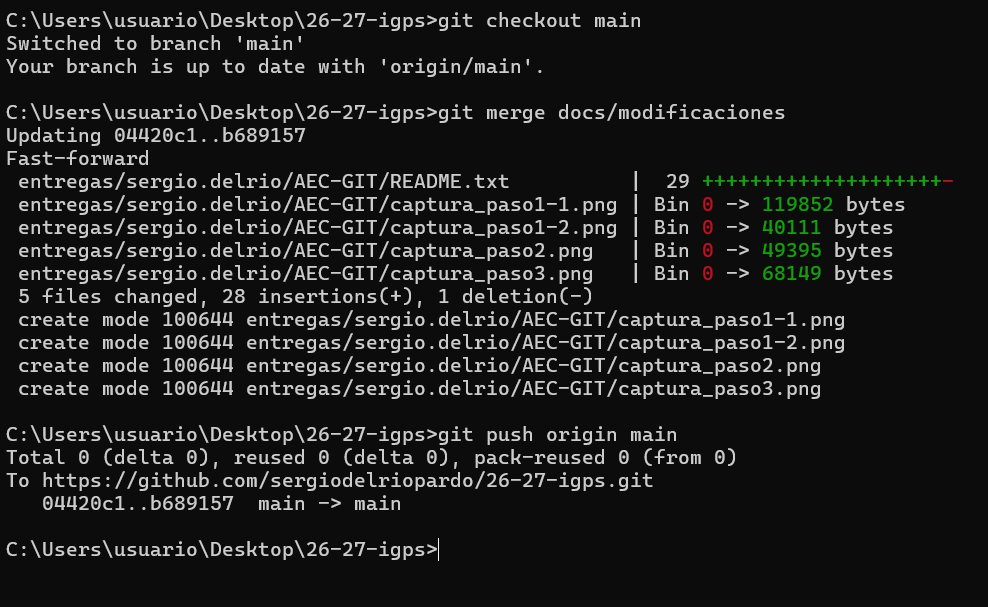 C:\Users\usuario\Desktop\26-27-igps>git checkout main
Switched to branch 'main'
Your branch is up to date with 'origin/main'.
C:\Users\usuario\Desktop\26-27-igps>git merge docs/modificaciones
Updating 04420c1..b689157
Fast-forward
 entregas/sergio.delrio/AEC-GIT/README.txt          |  29 ++++++++++++++++++++-
 entregas/sergio.delrio/AEC-GIT/captura_paso1-1.png | Bin 0 -> 119852 bytes
 entregas/sergio.delrio/AEC-GIT/captura_paso1-2.png | Bin 0 -> 40111 bytes
 entregas/sergio.delrio/AEC-GIT/captura_paso2.png   | Bin 0 -> 49395 bytes
 entregas/sergio.delrio/AEC-GIT/captura_paso3.png   | Bin 0 -> 68149 bytes
 5 files changed, 28 insertions(+), 1 deletion(-)
 create mode 100644 entregas/sergio.delrio/AEC-GIT/captura_paso1-1.png
 create mode 100644 entregas/sergio.delrio/AEC-GIT/captura_paso1-2.png
 create mode 100644 entregas/sergio.delrio/AEC-GIT/captura_paso2.png
 create mode 100644 entregas/sergio.delrio/AEC-GIT/captura_paso3.png
C:\Users\usuario\Desktop\26-27-igps>git push origin main
Total 0 (delta 0), reused 0 (delta 0), pack-reused 0 (from 0)
To https://github.com/sergiodelriopardo/26-27-igps.git
   04420c1..b689157  main -> main
C:\Users\usuario\Desktop\26-27-igps>